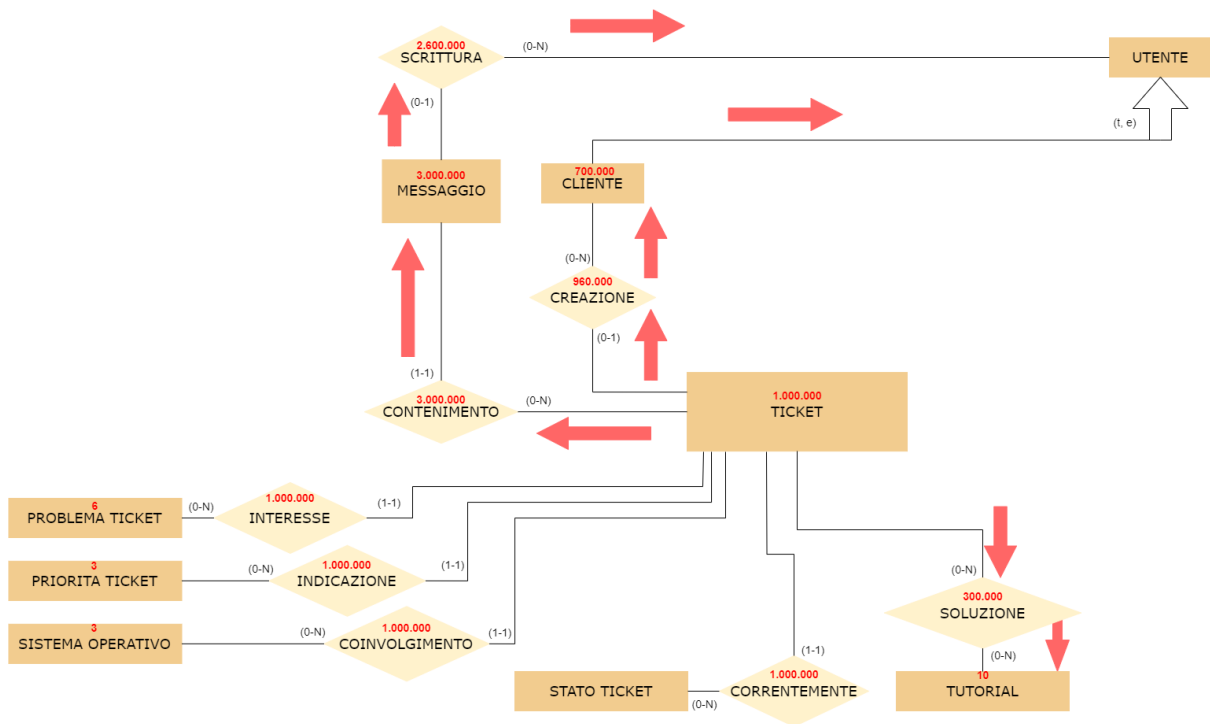 2.600.000
SCRITTURA
(0-N)
UTENTE
(0-1)
(t, e)
3.000.000
MESSAGGIO
700.000
CLIENTE
(0-N)
960.000
CREAZIONE
(0-1)
(1-1)
3.000.000
CONTENIMENTO
(0-N)
1.000.000
TICKET
6
PROBLEMA TICKET
(0-N)
1.000.000
INTERESSE
(1-1)
3
PRIORITA TICKET
(0-N)
1.000.000
INDICAZIONE
(1-1)
3
SISTEMA OPERATIVO
(0-N)
1.000.000
COINVOLGIMENTO
(1-1)
(0-N)
300.000
SOLUZIONE
(0-N)
10
TUTORIAL
(1-1)
1.000.000
CORRENTEMENTE
(0-N)
STATO TICKET